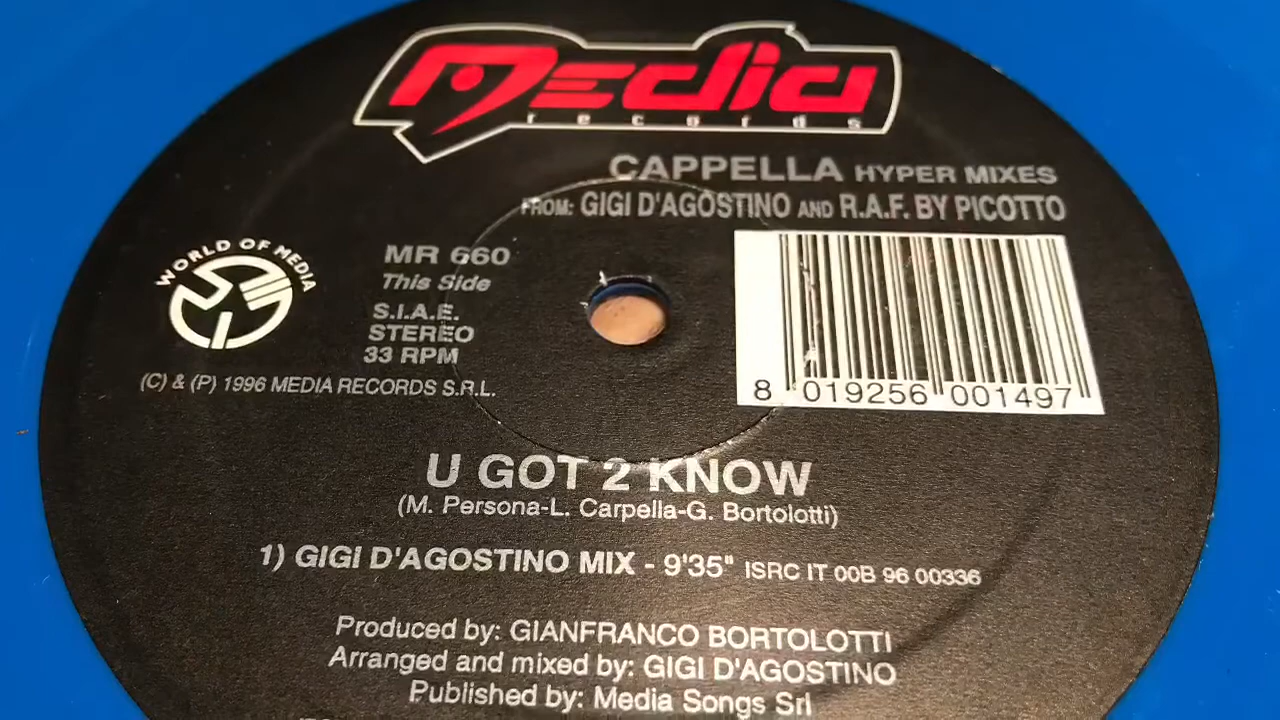 Media
records
CAPPELLA HYPER MIXES
FROM: GIGI D'AGOSTINO AND R.A.F. BY PICOTTO
WORLD OF MEDIA
MR 660
This Side
S.I.A.E.
STEREO
33 RPM
(C) & (P) 1996 MEDIA RECORDS S.R.L.
8 019256 001497
U GOT 2 KNOW
(M. Persona-L. Carpella-G. Bortolotti)
1) GIGI D'AGOSTINO MIX - 9'35" ISRC IT 00B 96 00336
Produced by: GIANFRANCO BORTOLOTTI
Arranged and mixed by: GIGI D'AGOSTINO
Published by: Media Songs Srl